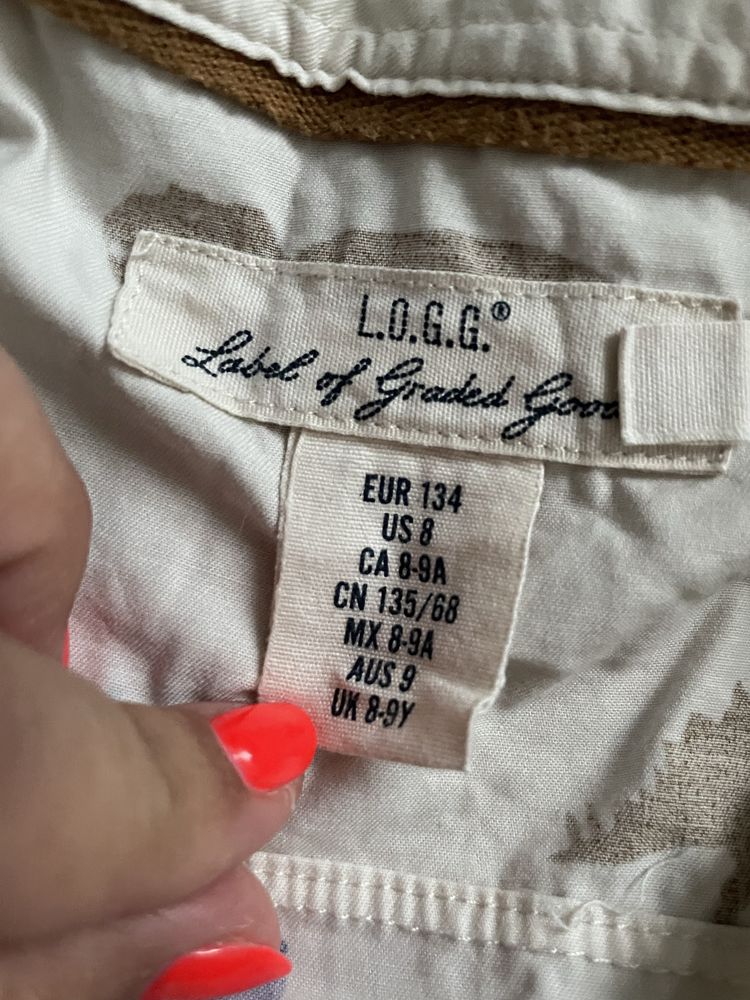 L.O.G.G.®
Label of Graded
EUR 134
US 8
CA 8-9A
CN 135/68
MX 8-9A
AUS 9
UK 8-9Y